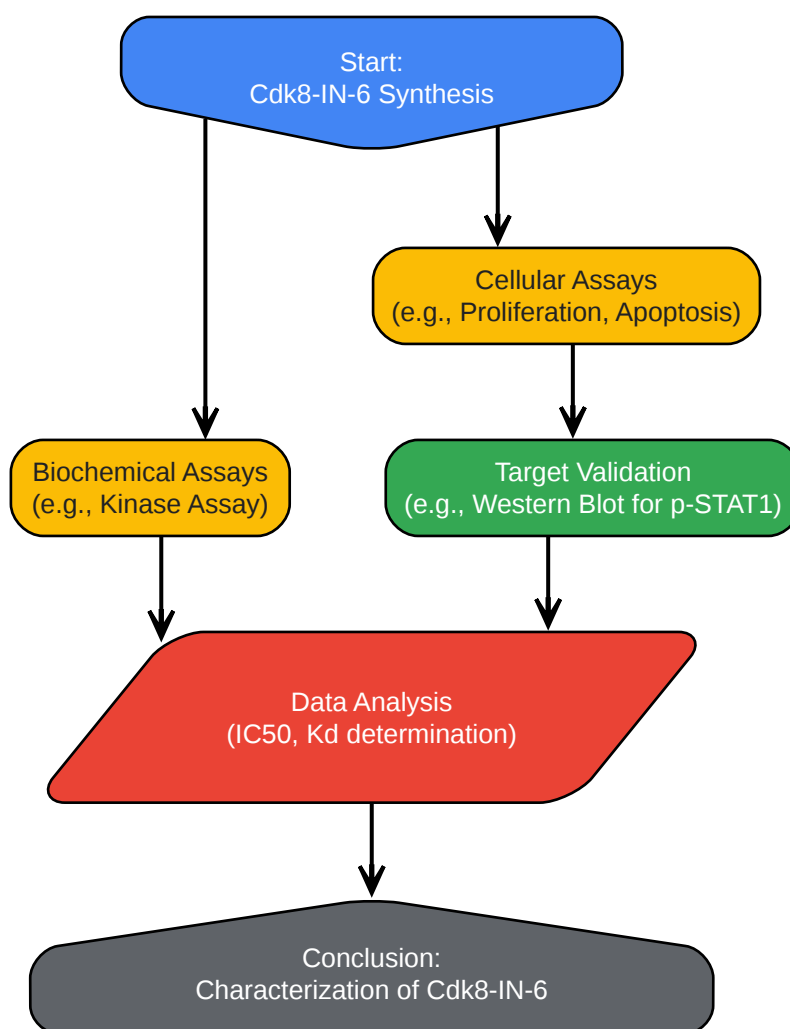 Start:
Cdk8-IN-6 Synthesis
Cellular Assays
(e.g., Proliferation, Apoptosis)
Biochemical Assays
(e.g., Kinase Assay)
Target Validation
(e.g., Western Blot for p-STAT1)
Data Analysis
(IC50, Kd determination)
Conclusion:
Characterization of Cdk8-IN-6